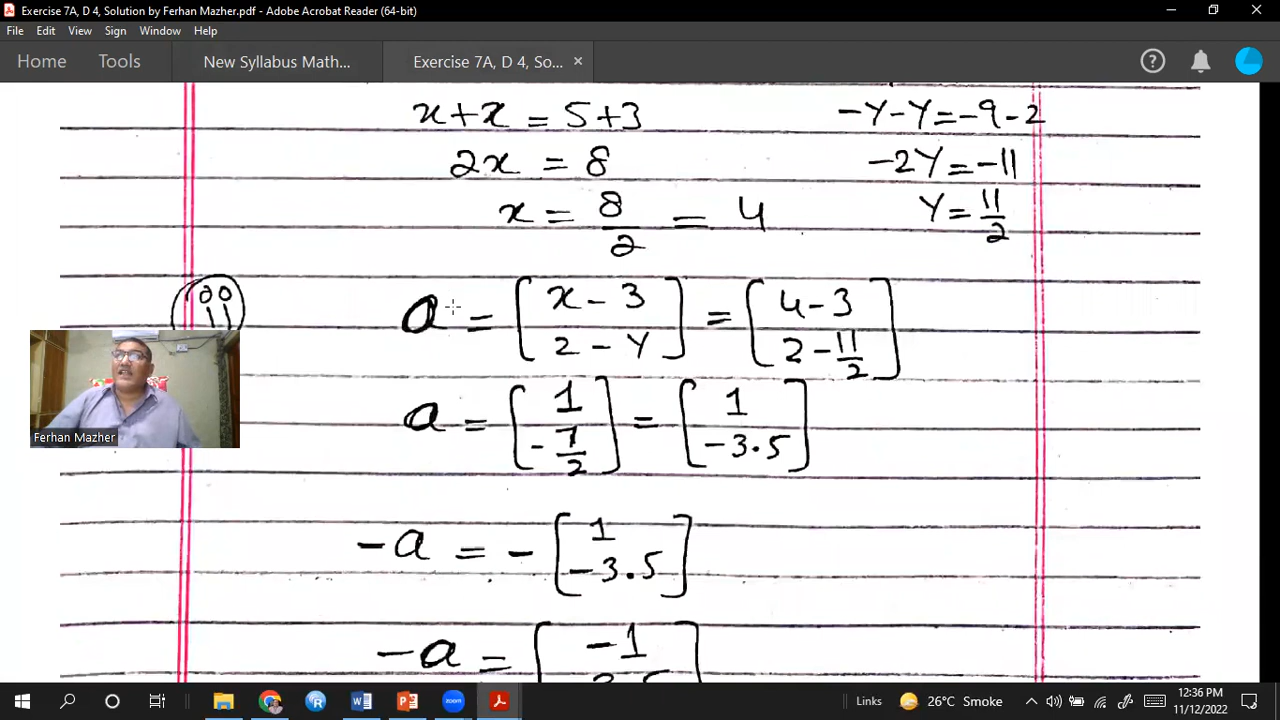 Exercise 7A, D 4, Solution by Ferhan Mazher.pdf - Adobe Acrobat Reader (64-bit)
File Edit View Sign Window Help
Home Tools New Syllabus Math... Exercise 7A, D 4, So... ×
x+x = 5+3 -Y-Y=-9-2
2x = 8 -2Y=-11
x = 8/2 = 4 Y=11/2
a = [x-3 / 2-Y] = [4-3 / 2-11/2]
a = [1 / -7/2] = [1 / -3.5]
-a = -[1 / -3.5]
-a = [-1
Ferhan Mazher
Links 26°C Smoke 12:36 PM
11/12/2022